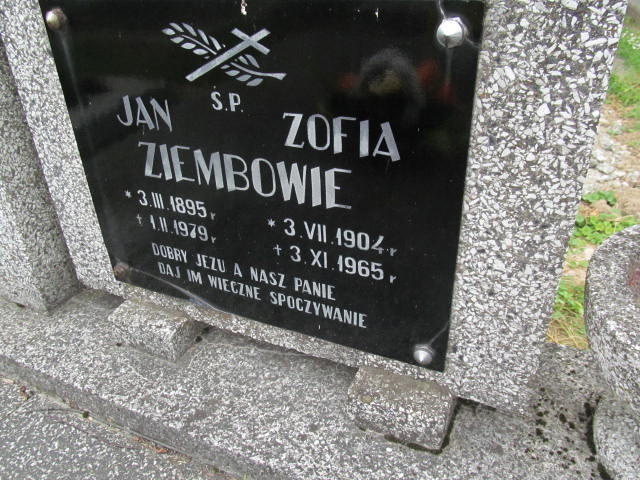 Ś.P.
JAN ZOFIA
ZIEMBOWIE
* 3.III.1895 r * 3.VII.1904 r
+ 1.II.1979 r + 3.XI.1965 r
DOBRY JEZU A NASZ PANIE
DAJ IM WIECZNE SPOCZYWANIE